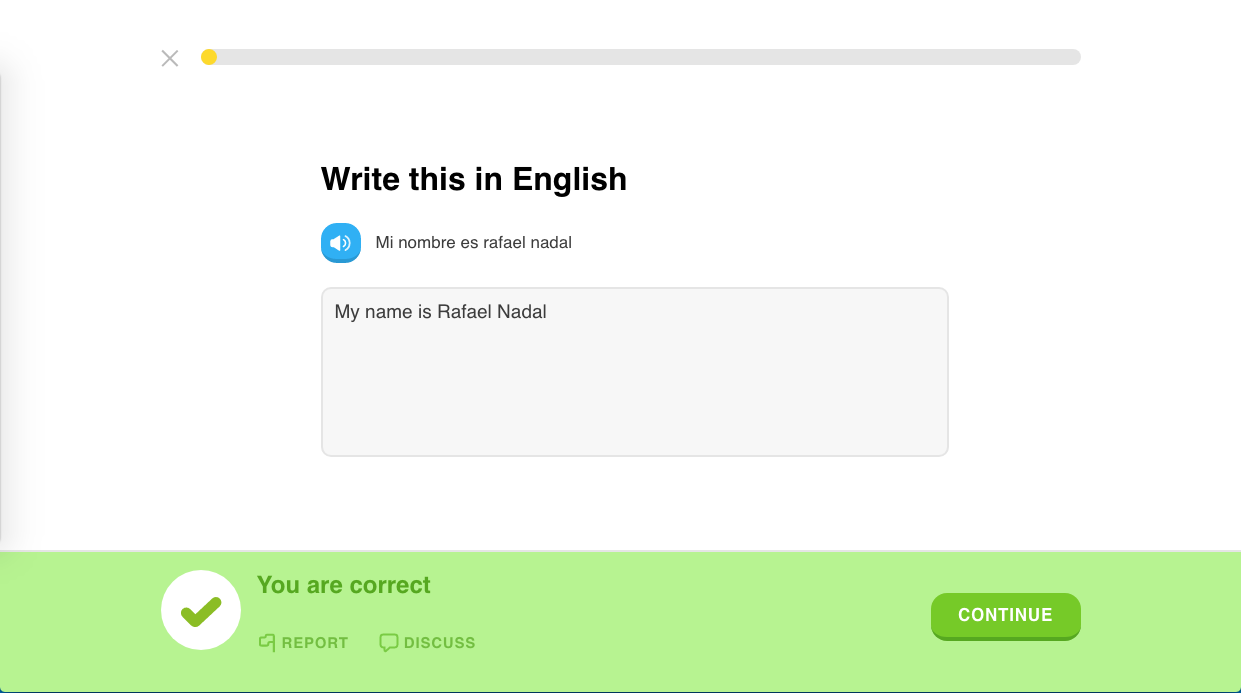 Write this in English
Mi nombre es rafael nadal
My name is Rafael Nadal
You are correct
REPORT DISCUSS
CONTINUE